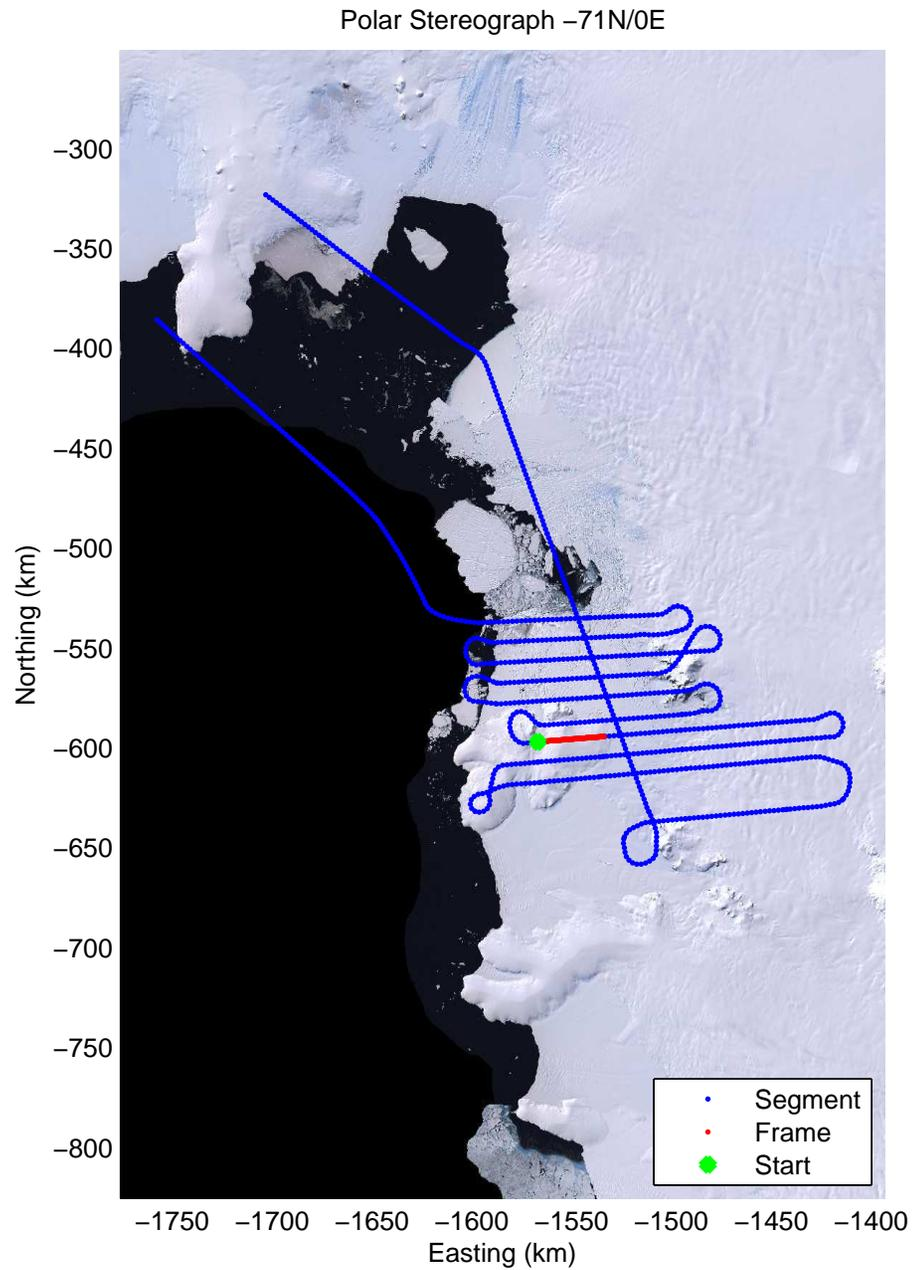 Polar Stereograph −71N/0E
Northing (km)
−300
−350
−400
−450
−500
−550
−600
−650
−700
−750
−800
Segment
Frame
Start
−1750 −1700 −1650 −1600 −1550 −1500 −1450 −1400
Easting (km)